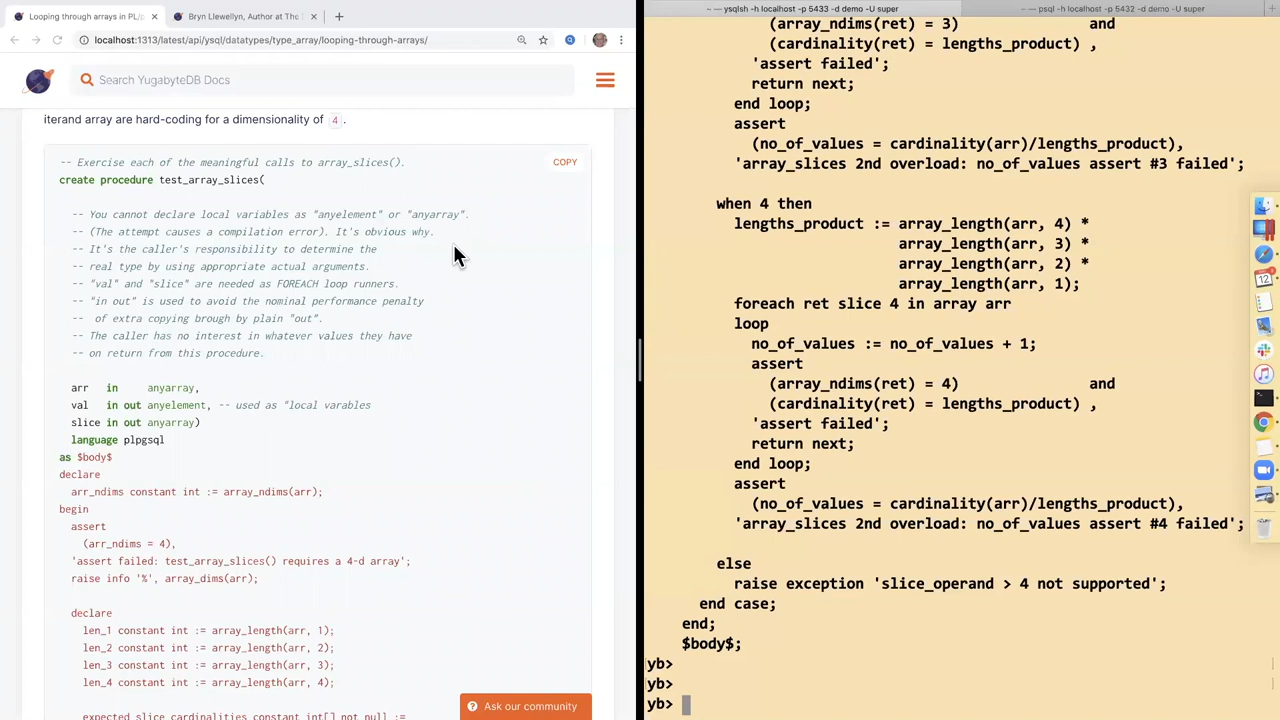 Looping through arrays in PL/p
Bryn Llewellyn, Author at The
localhost:1313/latest/api/ysql/datatypes/type_array/looping-through-arrays/
Search YugabyteDB Docs
iterand array are hard-coding for a dimensionality of 4 .
COPY
-- Exercise each of the meaningful calls to array_slices().
create procedure test_array_slices(
-- You cannot declare local variables as "anyelement" or "anyarray".
-- (The attempt causes a compilation error). It's obvious why.
-- It's the caller's responsibility to determine the
-- real type by using appropriate actual arguments.
-- "val" and "slice" are needed as FOREACH loop runners.
-- "in out" is used to avoid the nominal performance penalty
-- of extra copying brough by plain "out".
-- The caller has no interest in whatever values they have
-- on return from this procedure.
arr in anyarray,
val in out anyelement, -- used as "local varables
slice in out anyarray)
language plpgsql
as $body$
declare
arr_ndims constant int := array_ndims(arr);
begin
assert
(arr_ndims = 4),
'assert failed: test_array_slices() requires a 4-d array';
raise info '%', array_dims(arr);
declare
len_1 constant int := array_length(arr, 1);
len_2 constant int := array_length(arr, 2);
len_3 constant int := array_length(arr, 3);
len_4 constant int := array_length(arr, 4);
expected_slice_cardinalities constant int[] not null :=
Ask our community
ysqlsh -h localhost -p 5433 -d demo -U super
psql -h localhost -p 5432 -d demo -U super
(array_ndims(ret) = 3) and
(cardinality(ret) = lengths_product) ,
'assert failed';
return next;
end loop;
assert
(no_of_values = cardinality(arr)/lengths_product),
'array_slices 2nd overload: no_of_values assert #3 failed';
when 4 then
lengths_product := array_length(arr, 4) *
array_length(arr, 3) *
array_length(arr, 2) *
array_length(arr, 1);
foreach ret slice 4 in array arr
loop
no_of_values := no_of_values + 1;
assert
(array_ndims(ret) = 4) and
(cardinality(ret) = lengths_product) ,
'assert failed';
return next;
end loop;
assert
(no_of_values = cardinality(arr)/lengths_product),
'array_slices 2nd overload: no_of_values assert #4 failed';
else
raise exception 'slice_operand > 4 not supported';
end case;
end;
$body$;
yb>
yb>
yb>